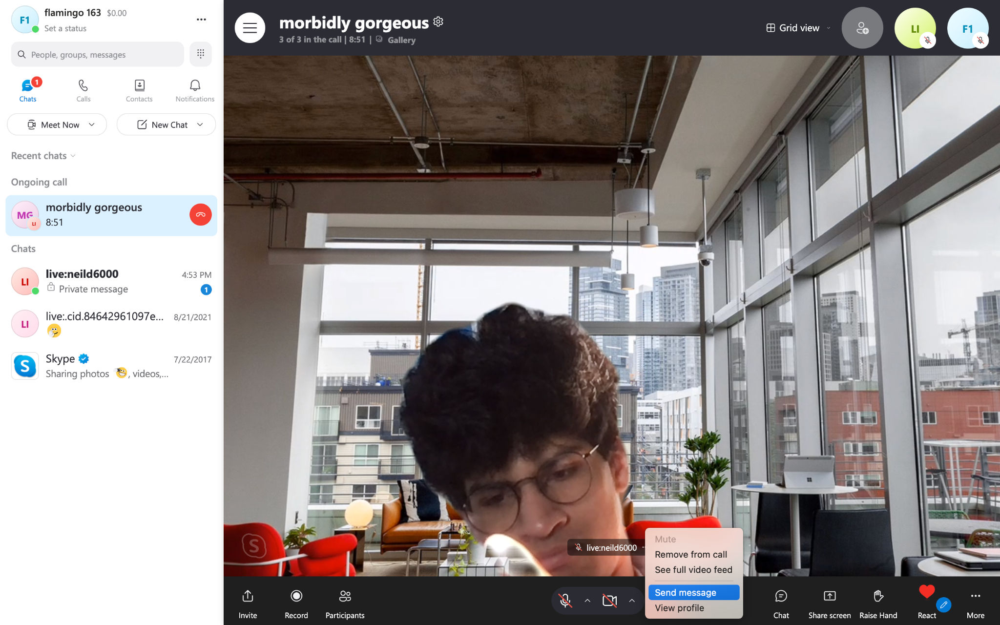 F1
flamingo 163 $0.00
Set a status
People, groups, messages
Chats 1
Calls
Contacts
Notifications
Meet Now
New Chat
Recent chats
Ongoing call
MG
LI
morbidly gorgeous
8:51
Chats
LI
live:neild6000
4:53 PM
Private message
1
LI
live:.cid.84642961097e...
8/21/2021
S
Skype
7/22/2017
Sharing photos , videos,...
morbidly gorgeous
3 of 3 in the call | 8:51 | Gallery
Grid view
LI
F1
S
live:neild6000
Mute
Remove from call
See full video feed
Send message
View profile
Invite
Record
Participants
Chat
Share screen
Raise Hand
React
More